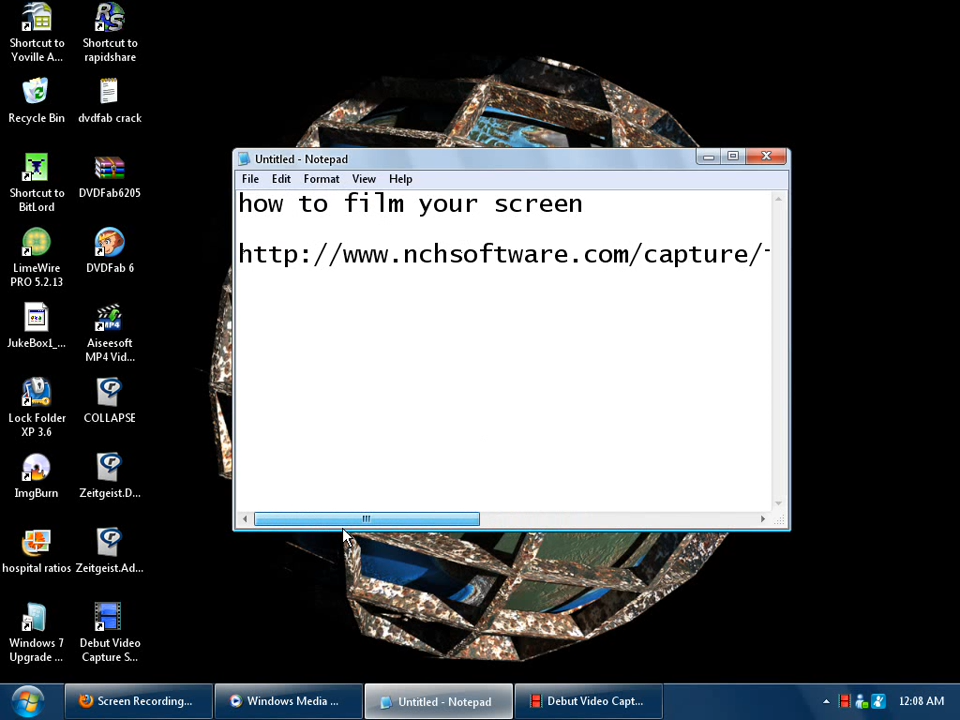 Shortcut to
Yoville A...
Shortcut to
rapidshare
Recycle Bin
dvdfab crack
Shortcut to
BitLord
DVDFab6205
LimeWire
PRO 5.2.13
DVDFab 6
JukeBox1_...
Aiseesoft
MP4 Vid...
Lock Folder
XP 3.6
COLLAPSE
ImgBurn
Zeitgeist.D...
hospital ratios
Zeitgeist.Ad...
Windows 7
Upgrade ...
Debut Video
Capture S...
Untitled - Notepad
File Edit Format View Help
how to film your screen
http://www.nchsoftware.com/capture/
Screen Recording...
Windows Media ...
Untitled - Notepad
Debut Video Capt...
12:08 AM